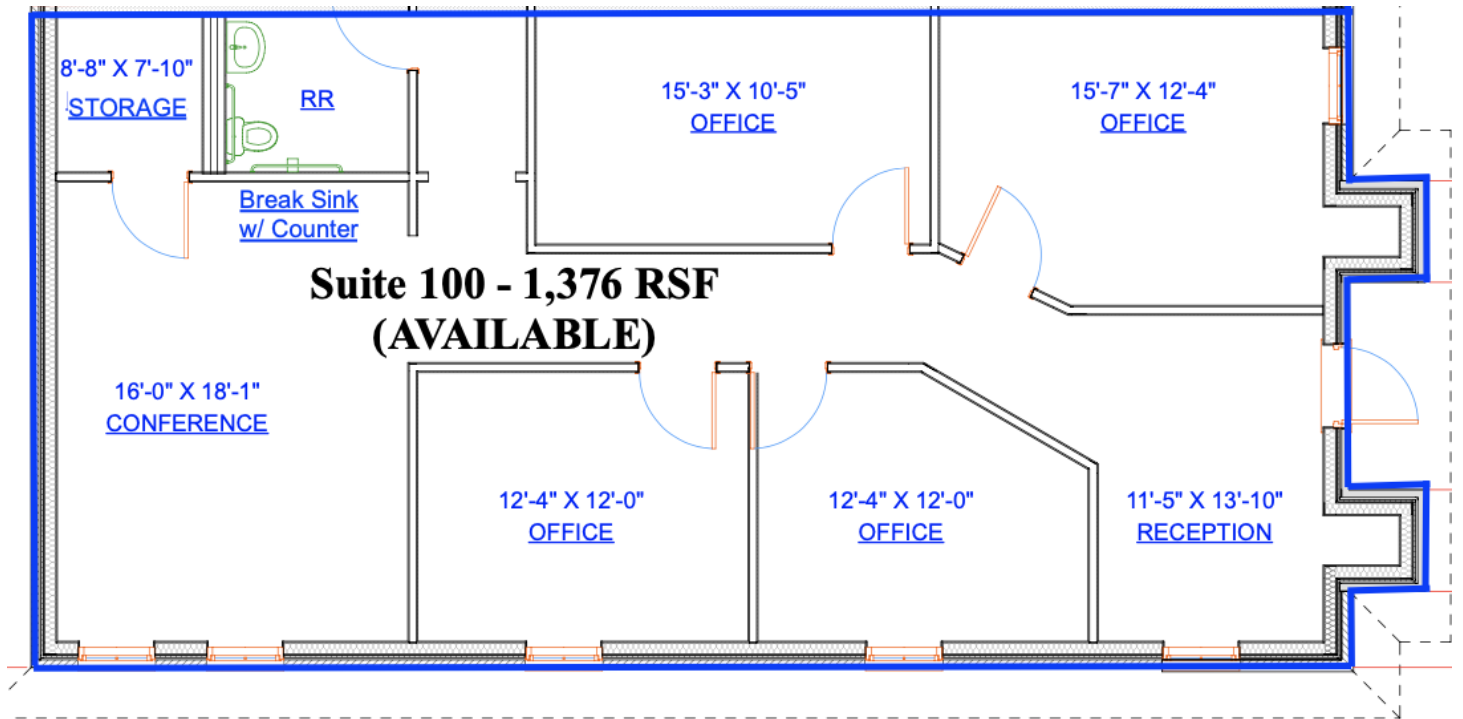 8'-8" X 7'-10"
STORAGE
RR
15'-3" X 10'-5"
OFFICE
15'-7" X 12'-4"
OFFICE
Break Sink
w/ Counter
Suite 100 - 1,376 RSF
(AVAILABLE)
16'-0" X 18'-1"
CONFERENCE
12'-4" X 12'-0"
OFFICE
12'-4" X 12'-0"
OFFICE
11'-5" X 13'-10"
RECEPTION